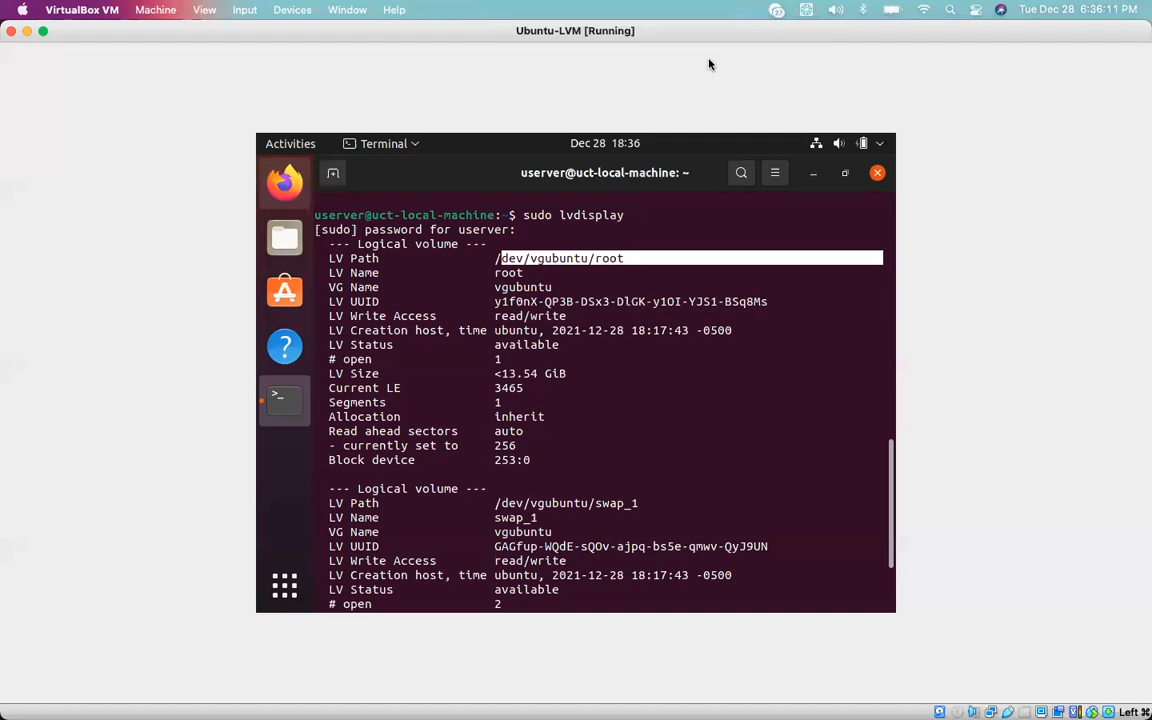 VirtualBox VM Machine View Input Devices Window Help Tue Dec 28 6:36:11 PM
Ubuntu-LVM [Running]
Activities Terminal Dec 28 18:36
userver@uct-local-machine: ~
userver@uct-local-machine:~$ sudo lvdisplay
[sudo] password for userver:
--- Logical volume ---
LV Path /dev/vgubuntu/root
LV Name root
VG Name vgubuntu
LV UUID y1f0nX-QP3B-DSx3-DlGK-y1OI-YJS1-BSq8Ms
LV Write Access read/write
LV Creation host, time ubuntu, 2021-12-28 18:17:43 -0500
LV Status available
# open 1
LV Size <13.54 GiB
Current LE 3465
Segments 1
Allocation inherit
Read ahead sectors auto
- currently set to 256
Block device 253:0
--- Logical volume ---
LV Path /dev/vgubuntu/swap_1
LV Name swap_1
VG Name vgubuntu
LV UUID GAGfup-WQdE-sQOv-ajpq-bs5e-qmwv-QyJ9UN
LV Write Access read/write
LV Creation host, time ubuntu, 2021-12-28 18:17:43 -0500
LV Status available
# open 2
Left ⌘